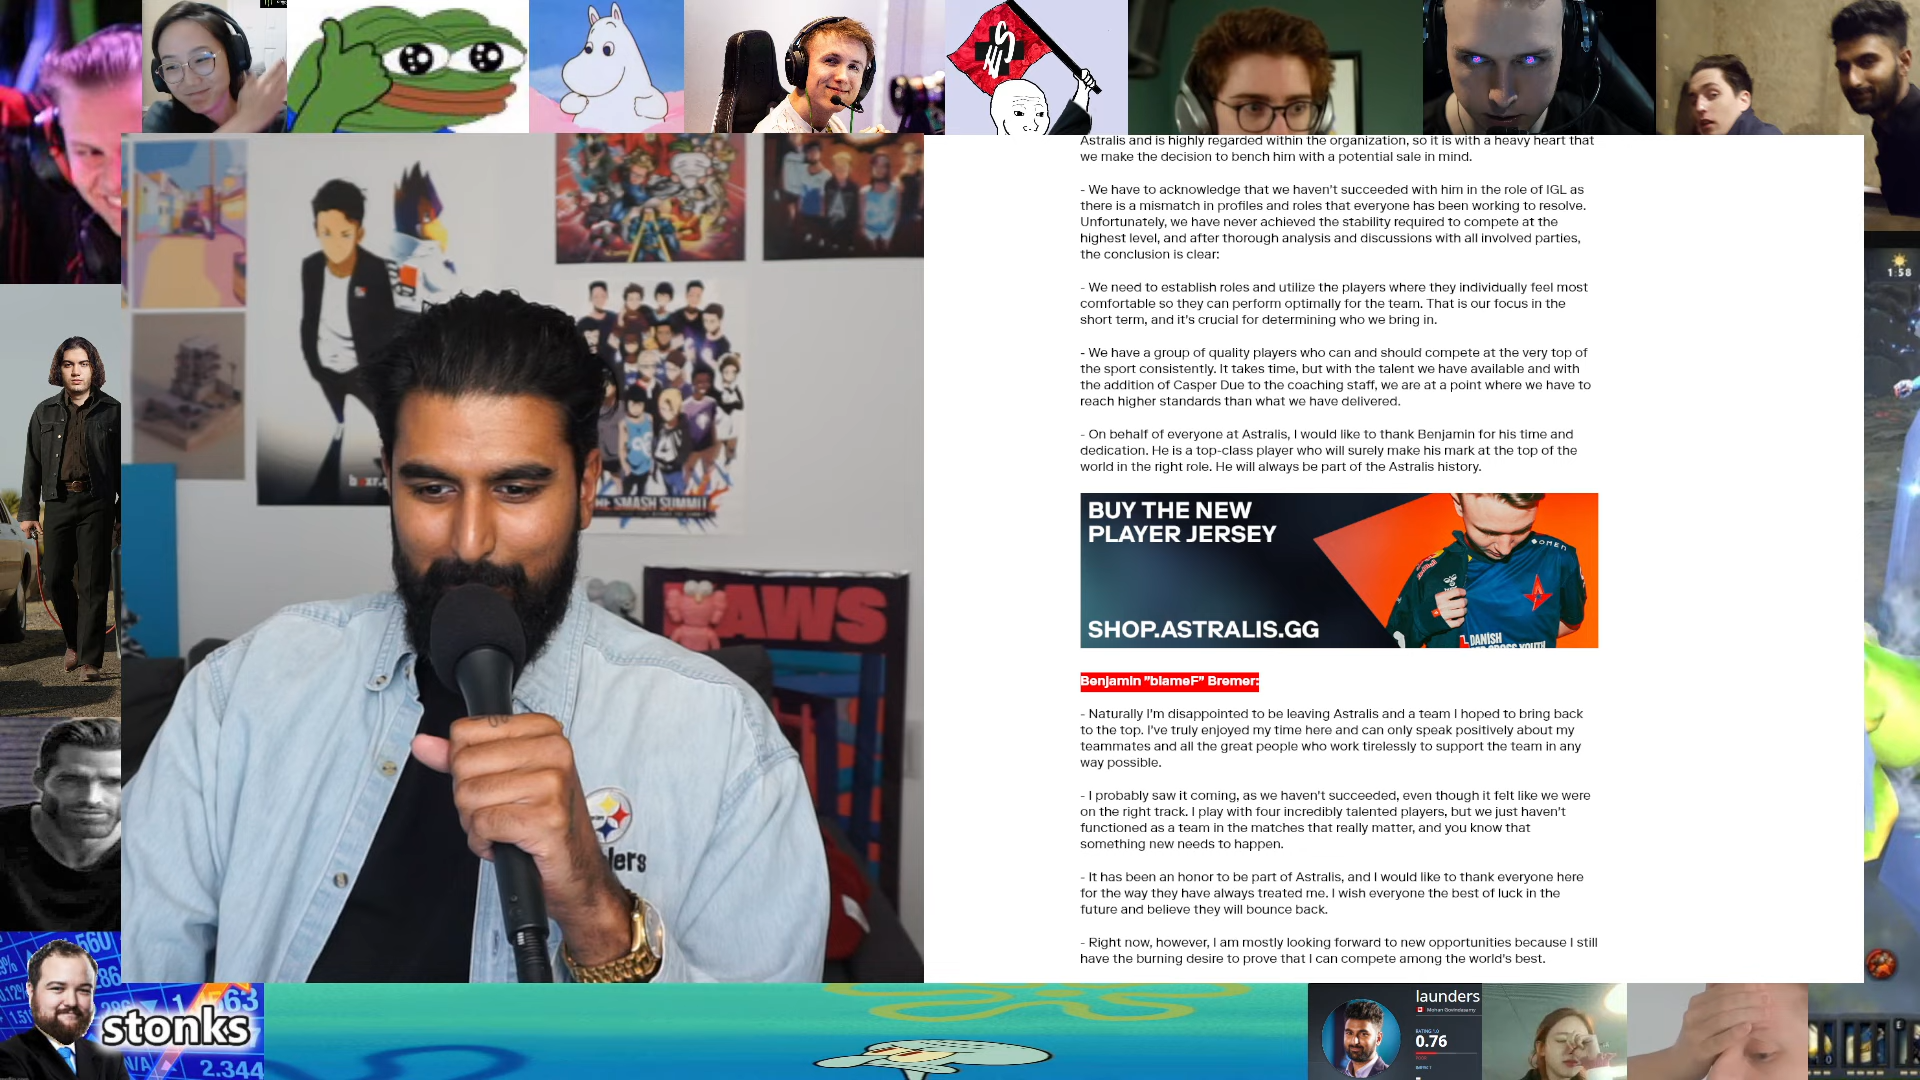 1:58
Astralis and is highly regarded within the organization, so it is with a heavy heart that
we make the decision to bench him with a potential sale in mind.
- We have to acknowledge that we haven't succeeded with him in the role of IGL as
there is a mismatch in profiles and roles that everyone has been working to resolve.
Unfortunately, we have never achieved the stability required to compete at the
highest level, and after thorough analysis and discussions with all involved parties,
the conclusion is clear:
- We need to establish roles and utilize the players where they individually feel most
comfortable so they can perform optimally for the team. That is our focus in the
short term, and it's crucial for determining who we bring in.
- We have a group of quality players who can and should compete at the very top of
the sport consistently. It takes time, but with the talent we have available and with
the addition of Casper Due to the coaching staff, we are at a point where we have to
reach higher standards than what we have delivered.
- On behalf of everyone at Astralis, I would like to thank Benjamin for his time and
dedication. He is a top-class player who will surely make his mark at the top of the
world in the right role. He will always be part of the Astralis history.
BUY THE NEW
PLAYER JERSEY
OMEN
DANISH
SHOP.ASTRALIS.GG
Benjamin "blameF" Bremer:
- Naturally I'm disappointed to be leaving Astralis and a team I hoped to bring back
to the top. I've truly enjoyed my time here and can only speak positively about my
teammates and all the great people who work tirelessly to support the team in any
way possible.
- I probably saw it coming, as we haven't succeeded, even though it felt like we were
on the right track. I play with four incredibly talented players, but we just haven't
functioned as a team in the matches that really matter, and you know that
something new needs to happen.
- It has been an honor to be part of Astralis, and I would like to thank everyone here
for the way they have always treated me. I wish everyone the best of luck in the
future and believe they will bounce back.
- Right now, however, I am mostly looking forward to new opportunities because I still
have the burning desire to prove that I can compete among the world's best.
SMASH SUMMIT
AWS
lers
560
stonks
N/A
2.344
launders
Mohan Govindasamy
RATING 1.0
0.76